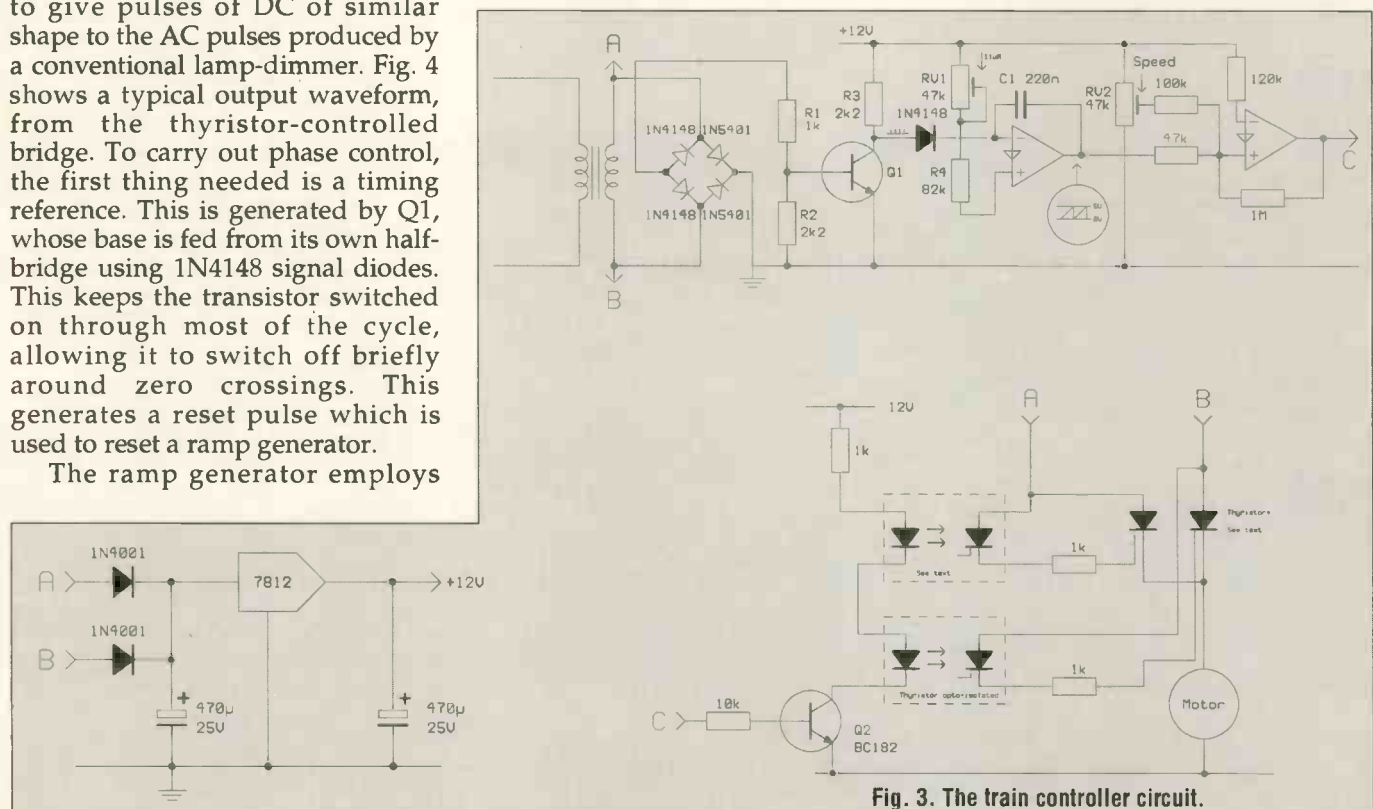 to give pulses of DC of similar
shape to the AC pulses produced by
a conventional lamp-dimmer. Fig. 4
shows a typical output waveform,
from the thyristor-controlled
bridge. To carry out phase control,
the first thing needed is a timing
reference. This is generated by Q1,
whose base is fed from its own half-
bridge using 1N4148 signal diodes.
This keeps the transistor switched
on through most of the cycle,
allowing it to switch off briefly
around zero crossings. This
generates a reset pulse which is
used to reset a ramp generator.
The ramp generator employs
A
B
1N4148 1N5401
1N4148 1N5401
R1
1k
R2
2k2
+12V
R3
2k2
Q1
1N4148
RV1
47k
R4
82k
C1 220n
5V
0V
RV2
47k
Speed
100k
47k
120k
1M
C
1N4001
A
1N4001
B
7812
+12V
470µ
25V
470µ
25V
12V
1k
A
B
See text
1k
Thyristors
See text
Thyristor opto-isolated
1k
C
10k
Q2
BC182
Motor
Fig. 3. The train controller circuit.